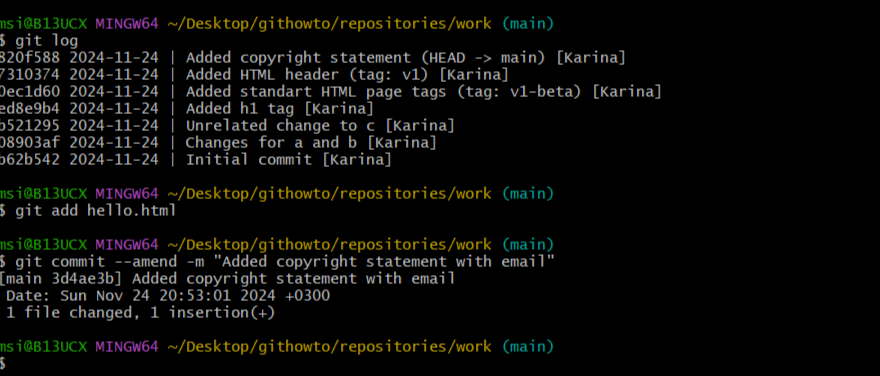 msi@B13UCX MINGW64 ~/Desktop/githowto/repositories/work (main)
$ git log
820f588 2024-11-24 | Added copyright statement (HEAD -> main) [Karina]
7310374 2024-11-24 | Added HTML header (tag: v1) [Karina]
0ec1d60 2024-11-24 | Added standart HTML page tags (tag: v1-beta) [Karina]
ed8e9b4 2024-11-24 | Added h1 tag [Karina]
b521295 2024-11-24 | Unrelated change to c [Karina]
08903af 2024-11-24 | Changes for a and b [Karina]
b62b542 2024-11-24 | Initial commit [Karina]
msi@B13UCX MINGW64 ~/Desktop/githowto/repositories/work (main)
$ git add hello.html
msi@B13UCX MINGW64 ~/Desktop/githowto/repositories/work (main)
$ git commit --amend -m "Added copyright statement with email"
[main 3d4ae3b] Added copyright statement with email
Date: Sun Nov 24 20:53:01 2024 +0300
1 file changed, 1 insertion(+)
msi@B13UCX MINGW64 ~/Desktop/githowto/repositories/work (main)
$